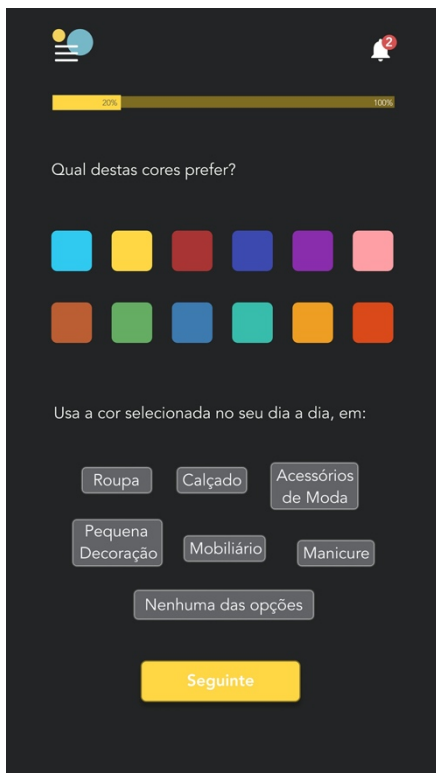 2
20%
100%
Qual destas cores prefer?
Usa a cor selecionada no seu dia a dia, em:
Roupa
Calçado
Acessórios
de Moda
Pequena
Decoração
Mobiliário
Manicure
Nenhuma das opções
Seguinte